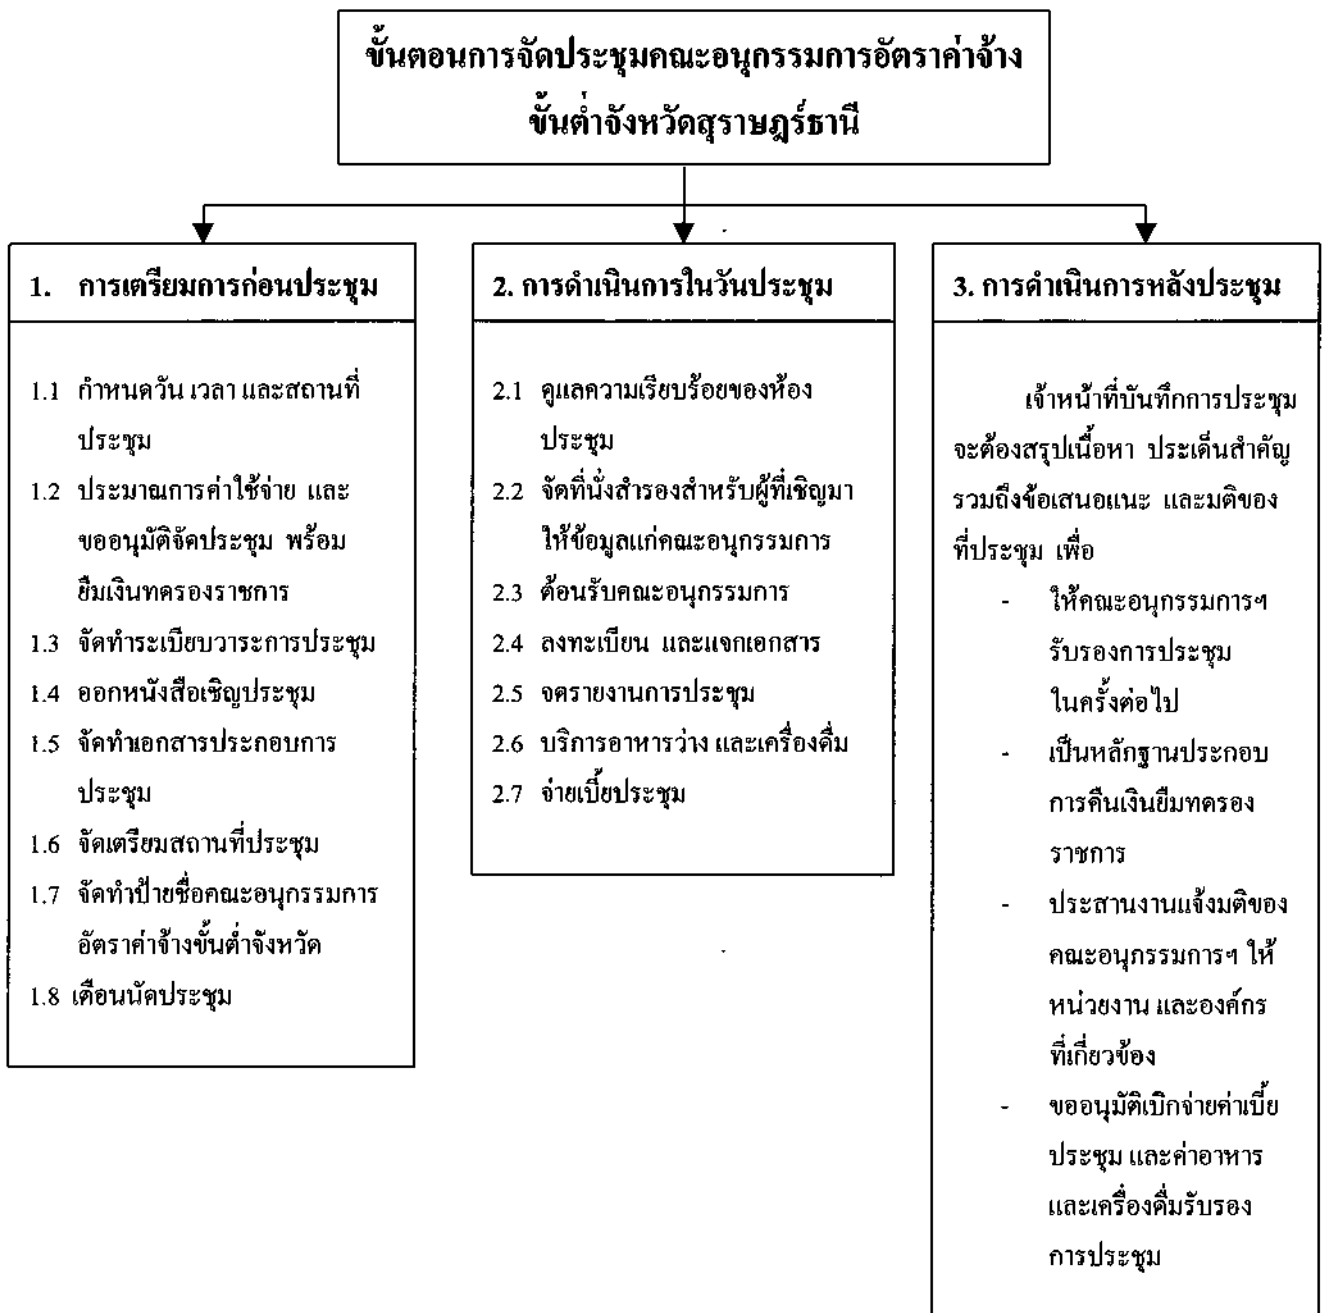 ขั้นตอนการจัดประชุมคณะอนุกรรมการอัตราค่าจ้าง
ขั้นต่ำจังหวัดสุราษฎร์ธานี
1. การเตรียมการก่อนประชุม
1.1 กำหนดวัน เวลา และสถานที่
ประชุม
1.2 ประมาณการค่าใช้จ่าย และ
ขออนุมัติจัดประชุม พร้อม
ยืมเงินทดรองราชการ
1.3 จัดทำระเบียบวาระการประชุม
1.4 ออกหนังสือเชิญประชุม
1.5 จัดทำเอกสารประกอบการ
ประชุม
1.6 จัดเตรียมสถานที่ประชุม
1.7 จัดทำป้ายชื่อคณะอนุกรรมการ
อัตราค่าจ้างขั้นต่ำจังหวัด
1.8 เตือนนัดประชุม
2. การดำเนินการในวันประชุม
2.1 ดูแลความเรียบร้อยของห้อง
ประชุม
2.2 จัดที่นั่งสำรองสำหรับผู้ที่เชิญมา
ให้ข้อมูลแก่คณะอนุกรรมการ
2.3 ต้อนรับคณะอนุกรรมการ
2.4 ลงทะเบียน และแจกเอกสาร
2.5 จดรายงานการประชุม
2.6 บริการอาหารว่าง และเครื่องดื่ม
2.7 จ่ายเบี้ยประชุม
3. การดำเนินการหลังประชุม
เจ้าหน้าที่บันทึกการประชุม
จะต้องสรุปเนื้อหา ประเด็นสำคัญ
รวมถึงข้อเสนอแนะ และมติของ
ที่ประชุม เพื่อ
- ให้คณะอนุกรรมการฯ
รับรองการประชุม
ในครั้งต่อไป
- เป็นหลักฐานประกอบ
การคืนเงินยืมทดรอง
ราชการ
- ประสานงานแจ้งมติของ
คณะอนุกรรมการฯ ให้
หน่วยงาน และองค์กร
ที่เกี่ยวข้อง
- ขออนุมัติเบิกจ่ายค่าเบี้ย
ประชุม และค่าอาหาร
และเครื่องดื่มรับรอง
การประชุม